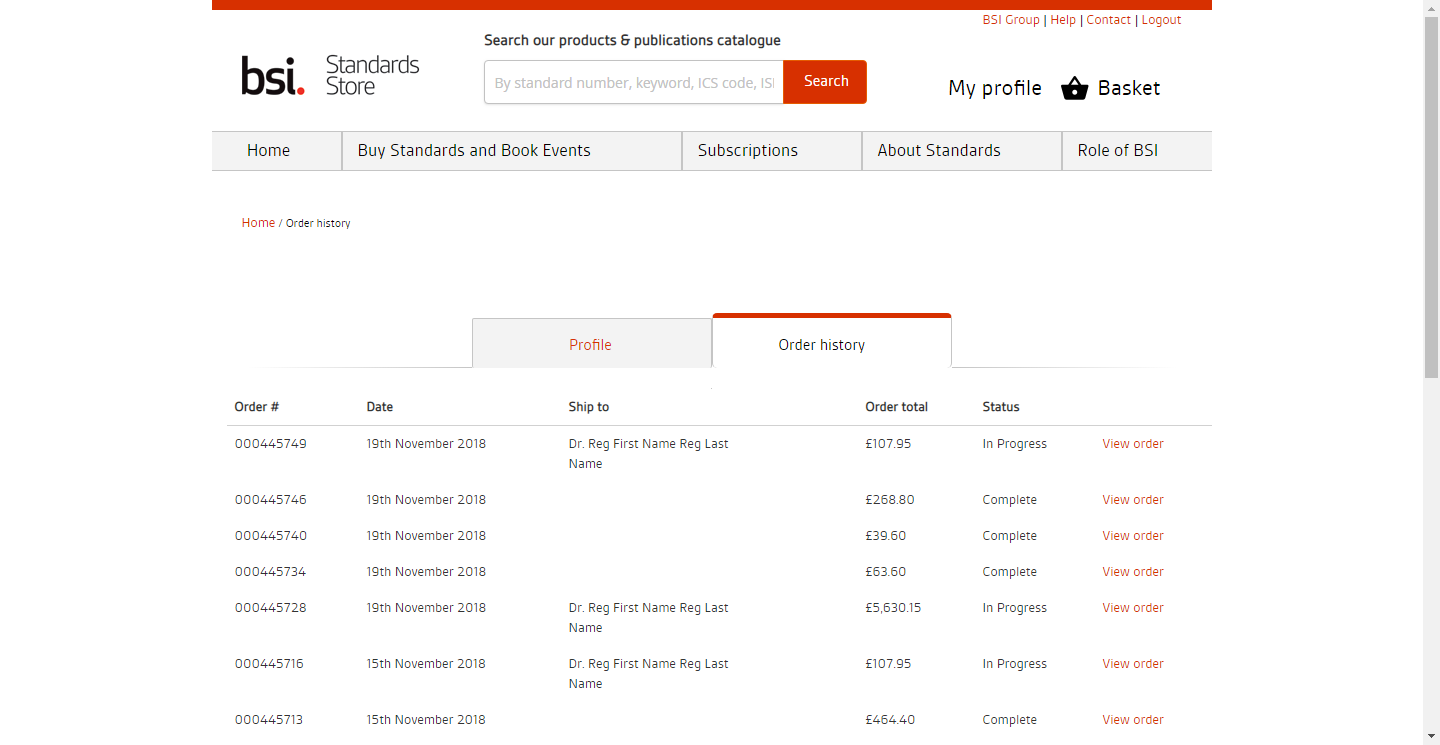 BSI Group | Help | Contact | Logout
Search our products & publications catalogue
bsi. Standards Store
By standard number, keyword, ICS code, ISI
Search
My profile
Basket
Home
Buy Standards and Book Events
Subscriptions
About Standards
Role of BSI
Home / Order history
Profile
Order history
Order # Date Ship to Order total Status
000445749 19th November 2018 Dr. Reg First Name Reg Last £107.95 In Progress View order
Name
000445746 19th November 2018 £268.80 Complete View order
000445740 19th November 2018 £39.60 Complete View order
000445734 19th November 2018 £63.60 Complete View order
000445728 19th November 2018 Dr. Reg First Name Reg Last £5,630.15 In Progress View order
Name
000445716 15th November 2018 Dr. Reg First Name Reg Last £107.95 In Progress View order
Name
000445713 15th November 2018 £464.40 Complete View order